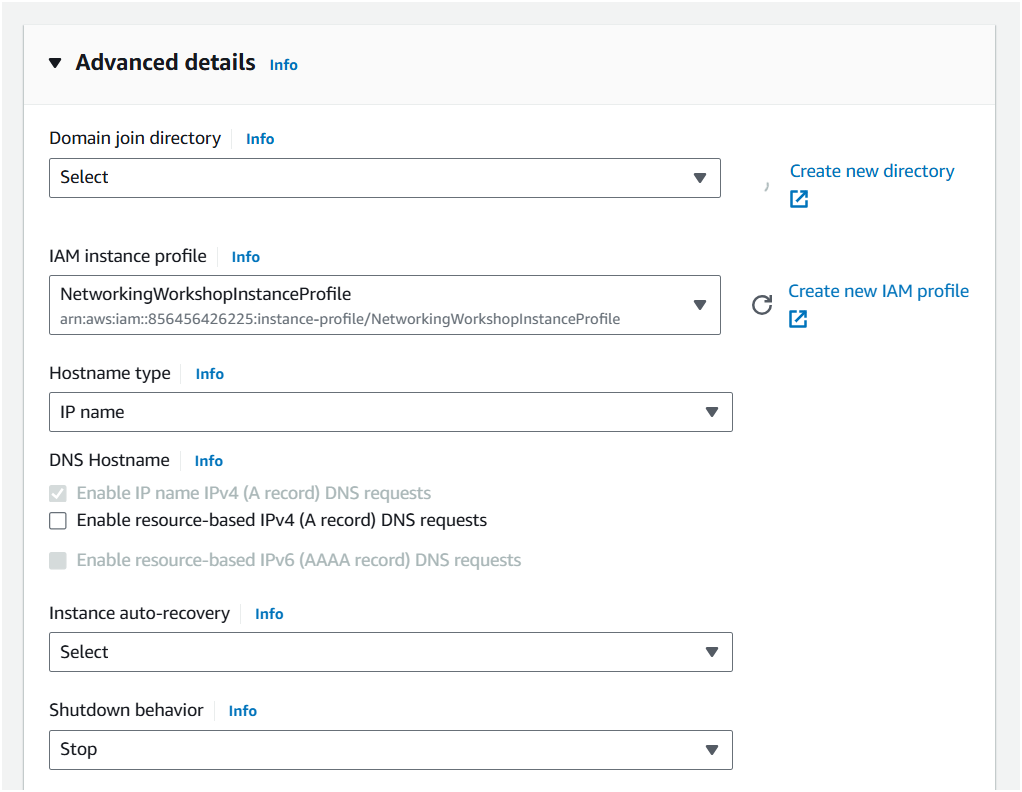 Advanced details Info
Domain join directory Info
Select
Create new directory
IAM instance profile Info
NetworkingWorkshopInstanceProfile
arn:aws:iam::856456426225:instance-profile/NetworkingWorkshopInstanceProfile
Create new IAM profile
Hostname type Info
IP name
DNS Hostname Info
Enable IP name IPv4 (A record) DNS requests
Enable resource-based IPv4 (A record) DNS requests
Enable resource-based IPv6 (AAAA record) DNS requests
Instance auto-recovery Info
Select
Shutdown behavior Info
Stop